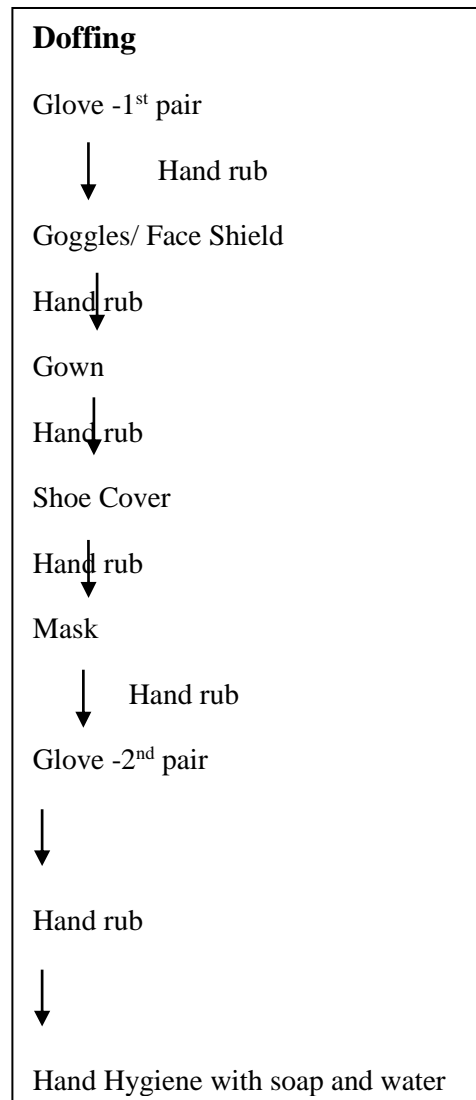 Doffing
Glove -1st pair
Hand rub
Goggles/ Face Shield
Hand rub
Gown
Hand rub
Shoe Cover
Hand rub
Mask
Hand rub
Glove -2nd pair
Hand rub
Hand Hygiene with soap and water